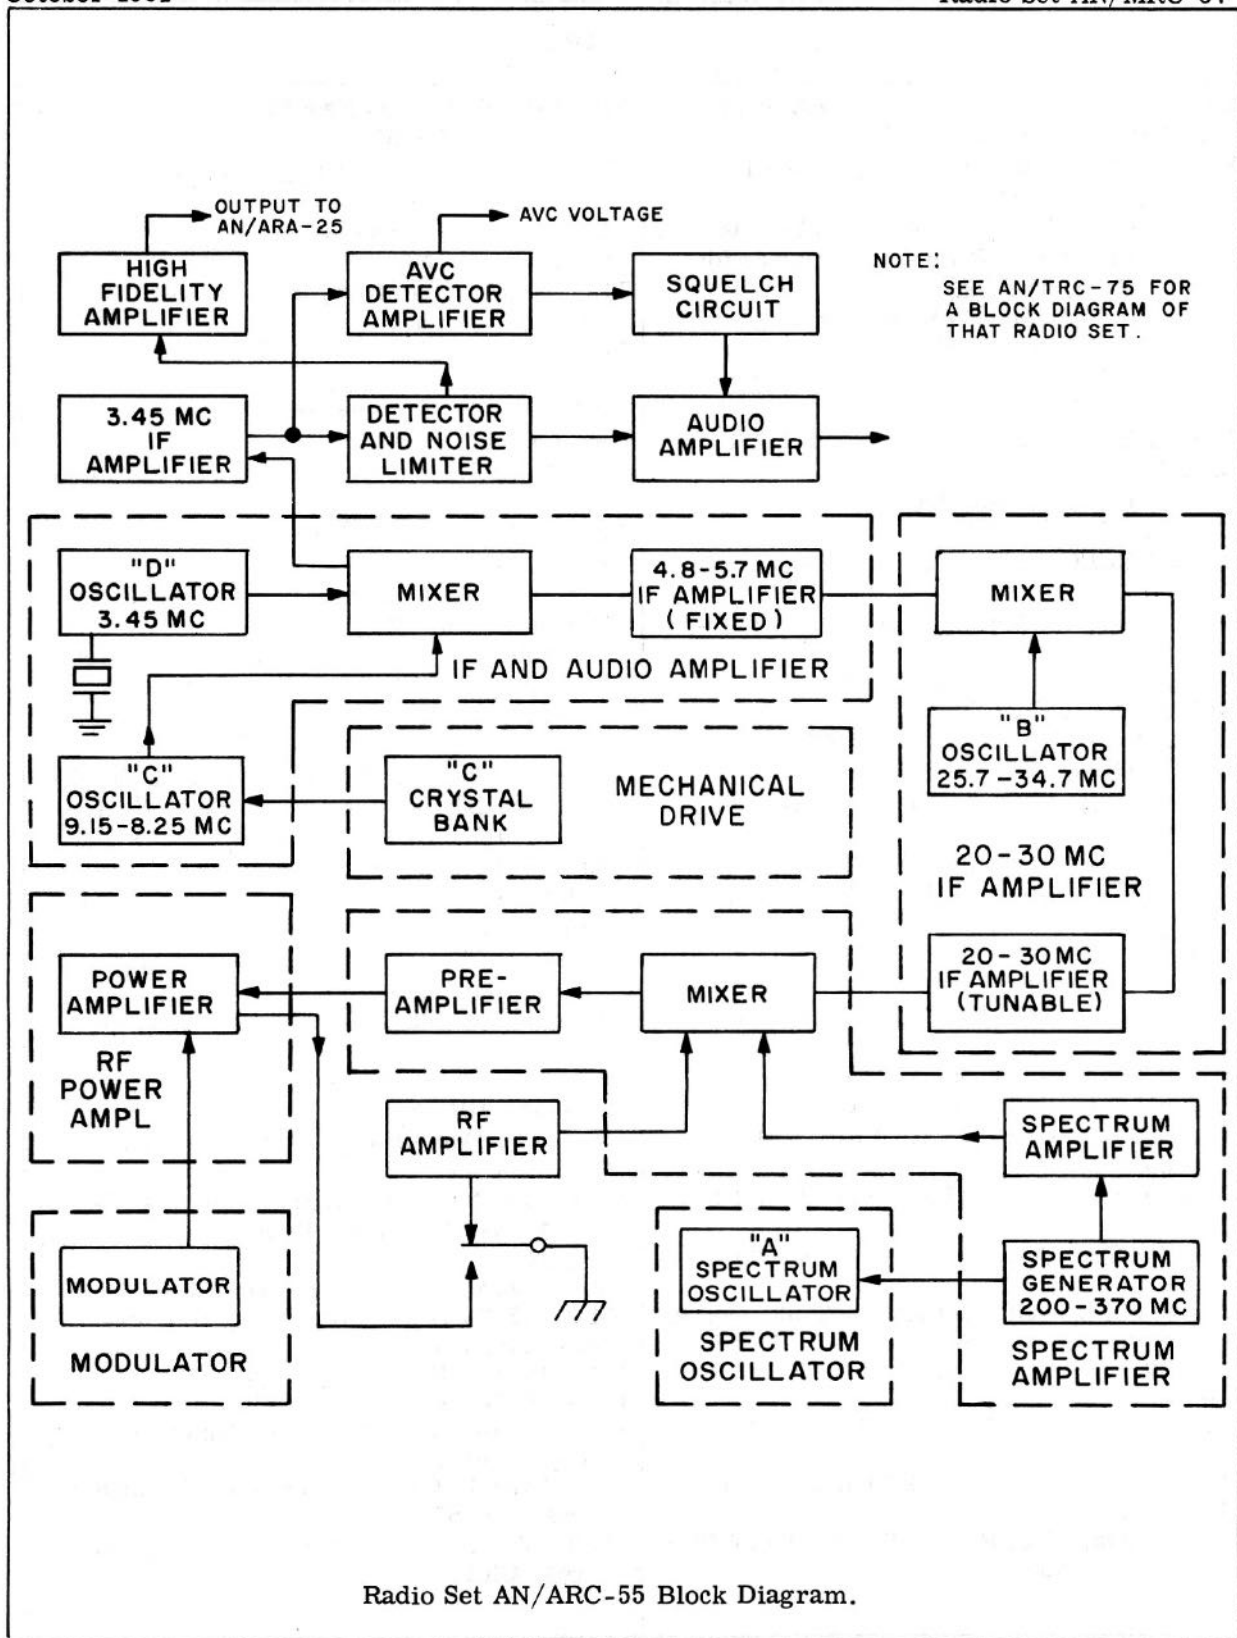 OUTPUT TO
AN/ARA-25
AVC VOLTAGE
HIGH
FIDELITY
AMPLIFIER
AVC
DETECTOR
AMPLIFIER
SQUELCH
CIRCUIT
NOTE:
SEE AN/TRC-75 FOR
A BLOCK DIAGRAM OF
THAT RADIO SET.
3.45 MC
IF
AMPLIFIER
DETECTOR
AND NOISE
LIMITER
AUDIO
AMPLIFIER
"D"
OSCILLATOR
3.45 MC
MIXER
4.8-5.7 MC
IF AMPLIFIER
(FIXED)
MIXER
IF AND AUDIO AMPLIFIER
"B"
OSCILLATOR
25.7-34.7 MC
"C"
OSCILLATOR
9.15-8.25 MC
"C"
CRYSTAL
BANK
MECHANICAL
DRIVE
20-30 MC
IF AMPLIFIER
POWER
AMPLIFIER
PRE-
AMPLIFIER
MIXER
20-30 MC
IF AMPLIFIER
(TUNABLE)
RF
POWER
AMPL
RF
AMPLIFIER
SPECTRUM
AMPLIFIER
MODULATOR
MODULATOR
"A"
SPECTRUM
OSCILLATOR
SPECTRUM
OSCILLATOR
SPECTRUM
GENERATOR
200-370 MC
SPECTRUM
AMPLIFIER
Radio Set AN/ARC-55 Block Diagram.